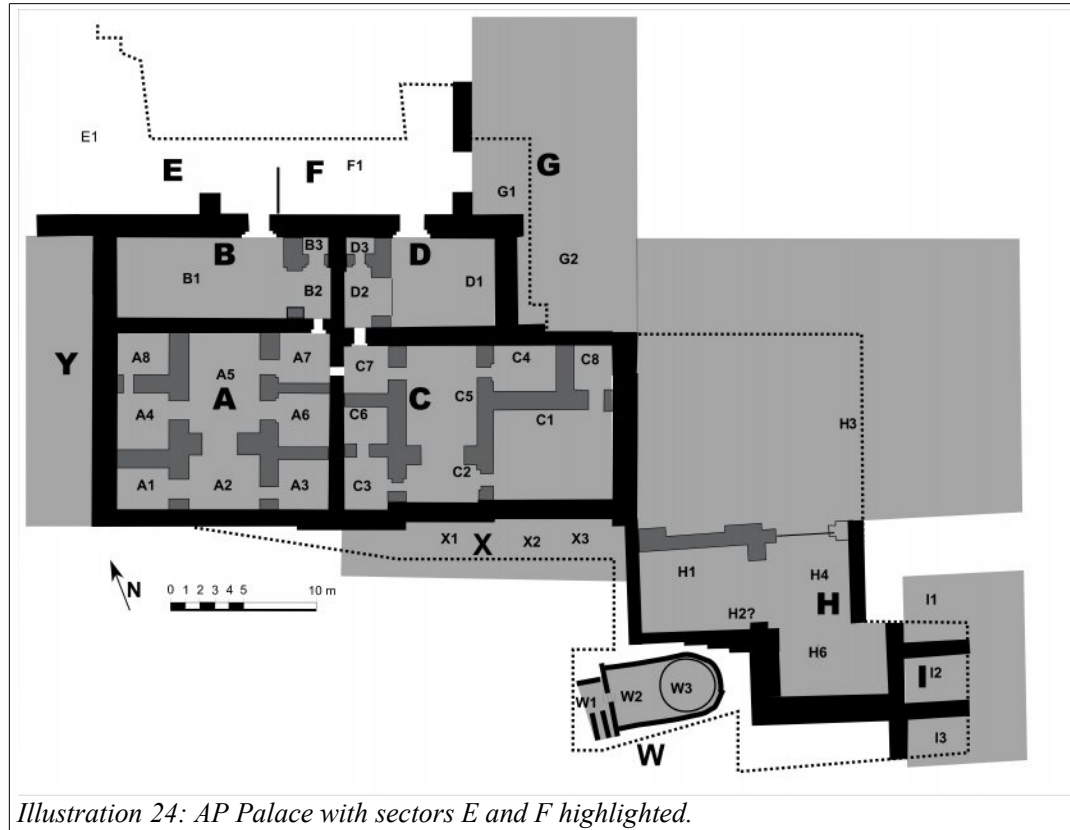 E1
E
F
F1
G
G1
G2
B
B1
B3
B2
D3
D
D2
D1
Y
A8
A5
A7
A
A4
A6
A1
A2
A3
C7
C4
C8
C
C5
C6
C1
C2
C3
H3
X1
X
X2
X3
N
0 1 2 3 4 5 10 m
H1
H4
H
H2?
H6
I1
I
I2
I3
W1
W2
W3
W
Illustration 24: AP Palace with sectors E and F highlighted.